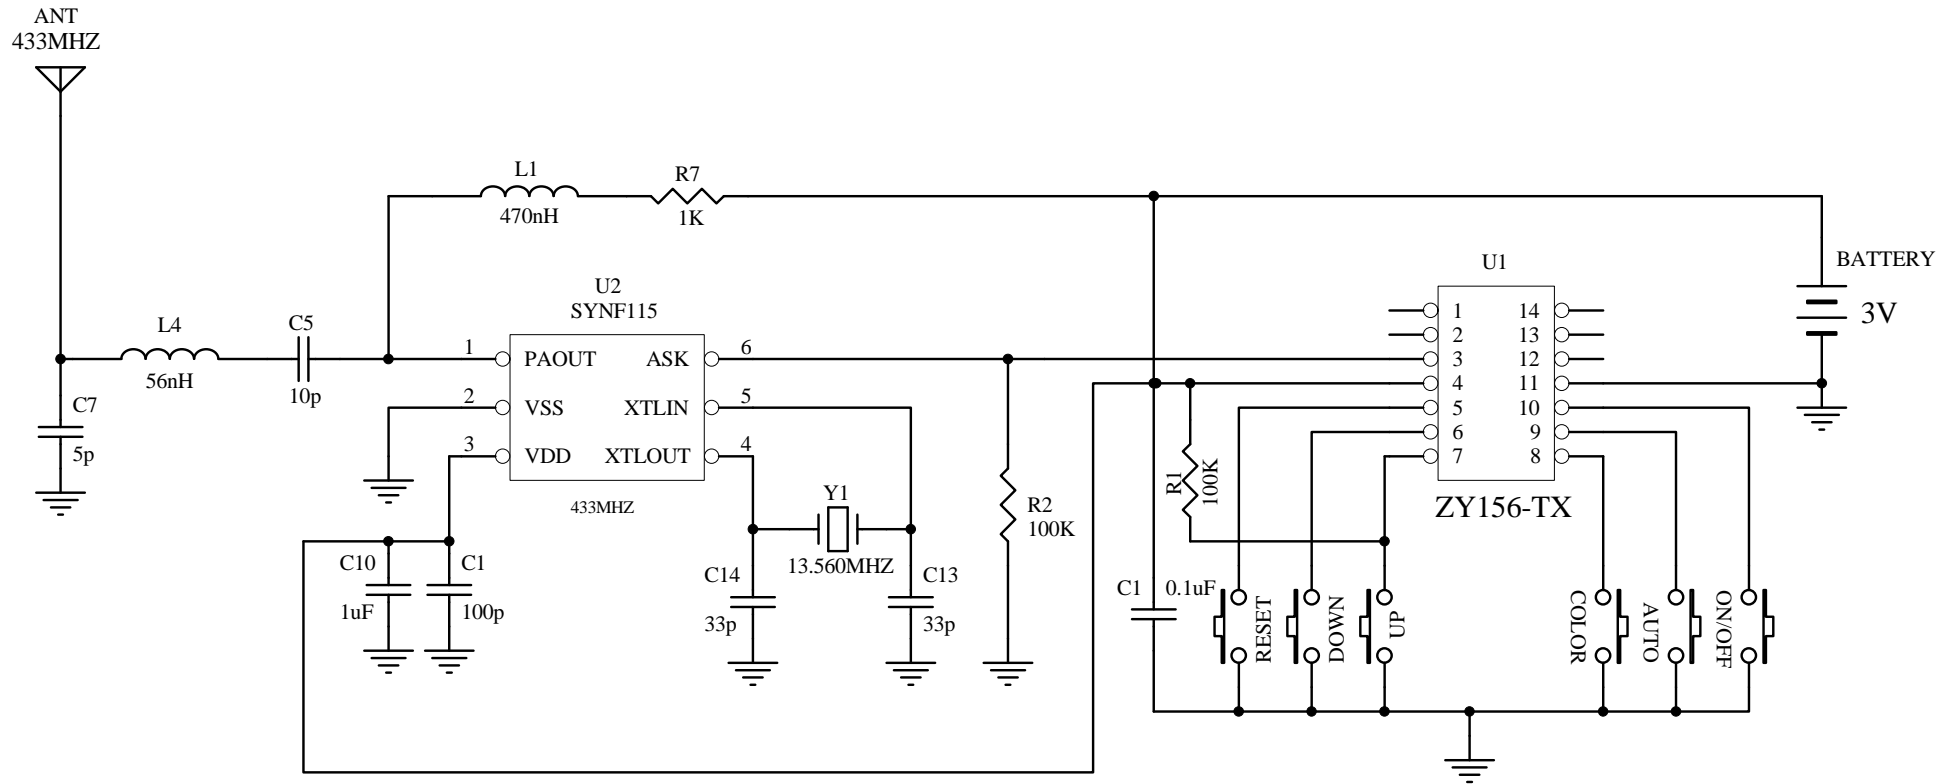 ANT
433MHZ
L1
470nH
R7
1K
U2
SYNF115
U1
BATTERY
3V
L4
56nH
C5
10p
C7
5p
1
2
3
PAOUT
VSS
VDD
ASK
XTLIN
XTLOUT
6
5
4
433MHZ
1
2
3
4
5
6
7
14
13
12
11
10
9
8
ZY156-TX
Y1
13.560MHZ
R2
100K
R1
100K
C10
1uF
C1
100p
C14
33p
C13
33p
C1
0.1uF
RESET
DOWN
UP
COLOR
AUTO
ON/OFF